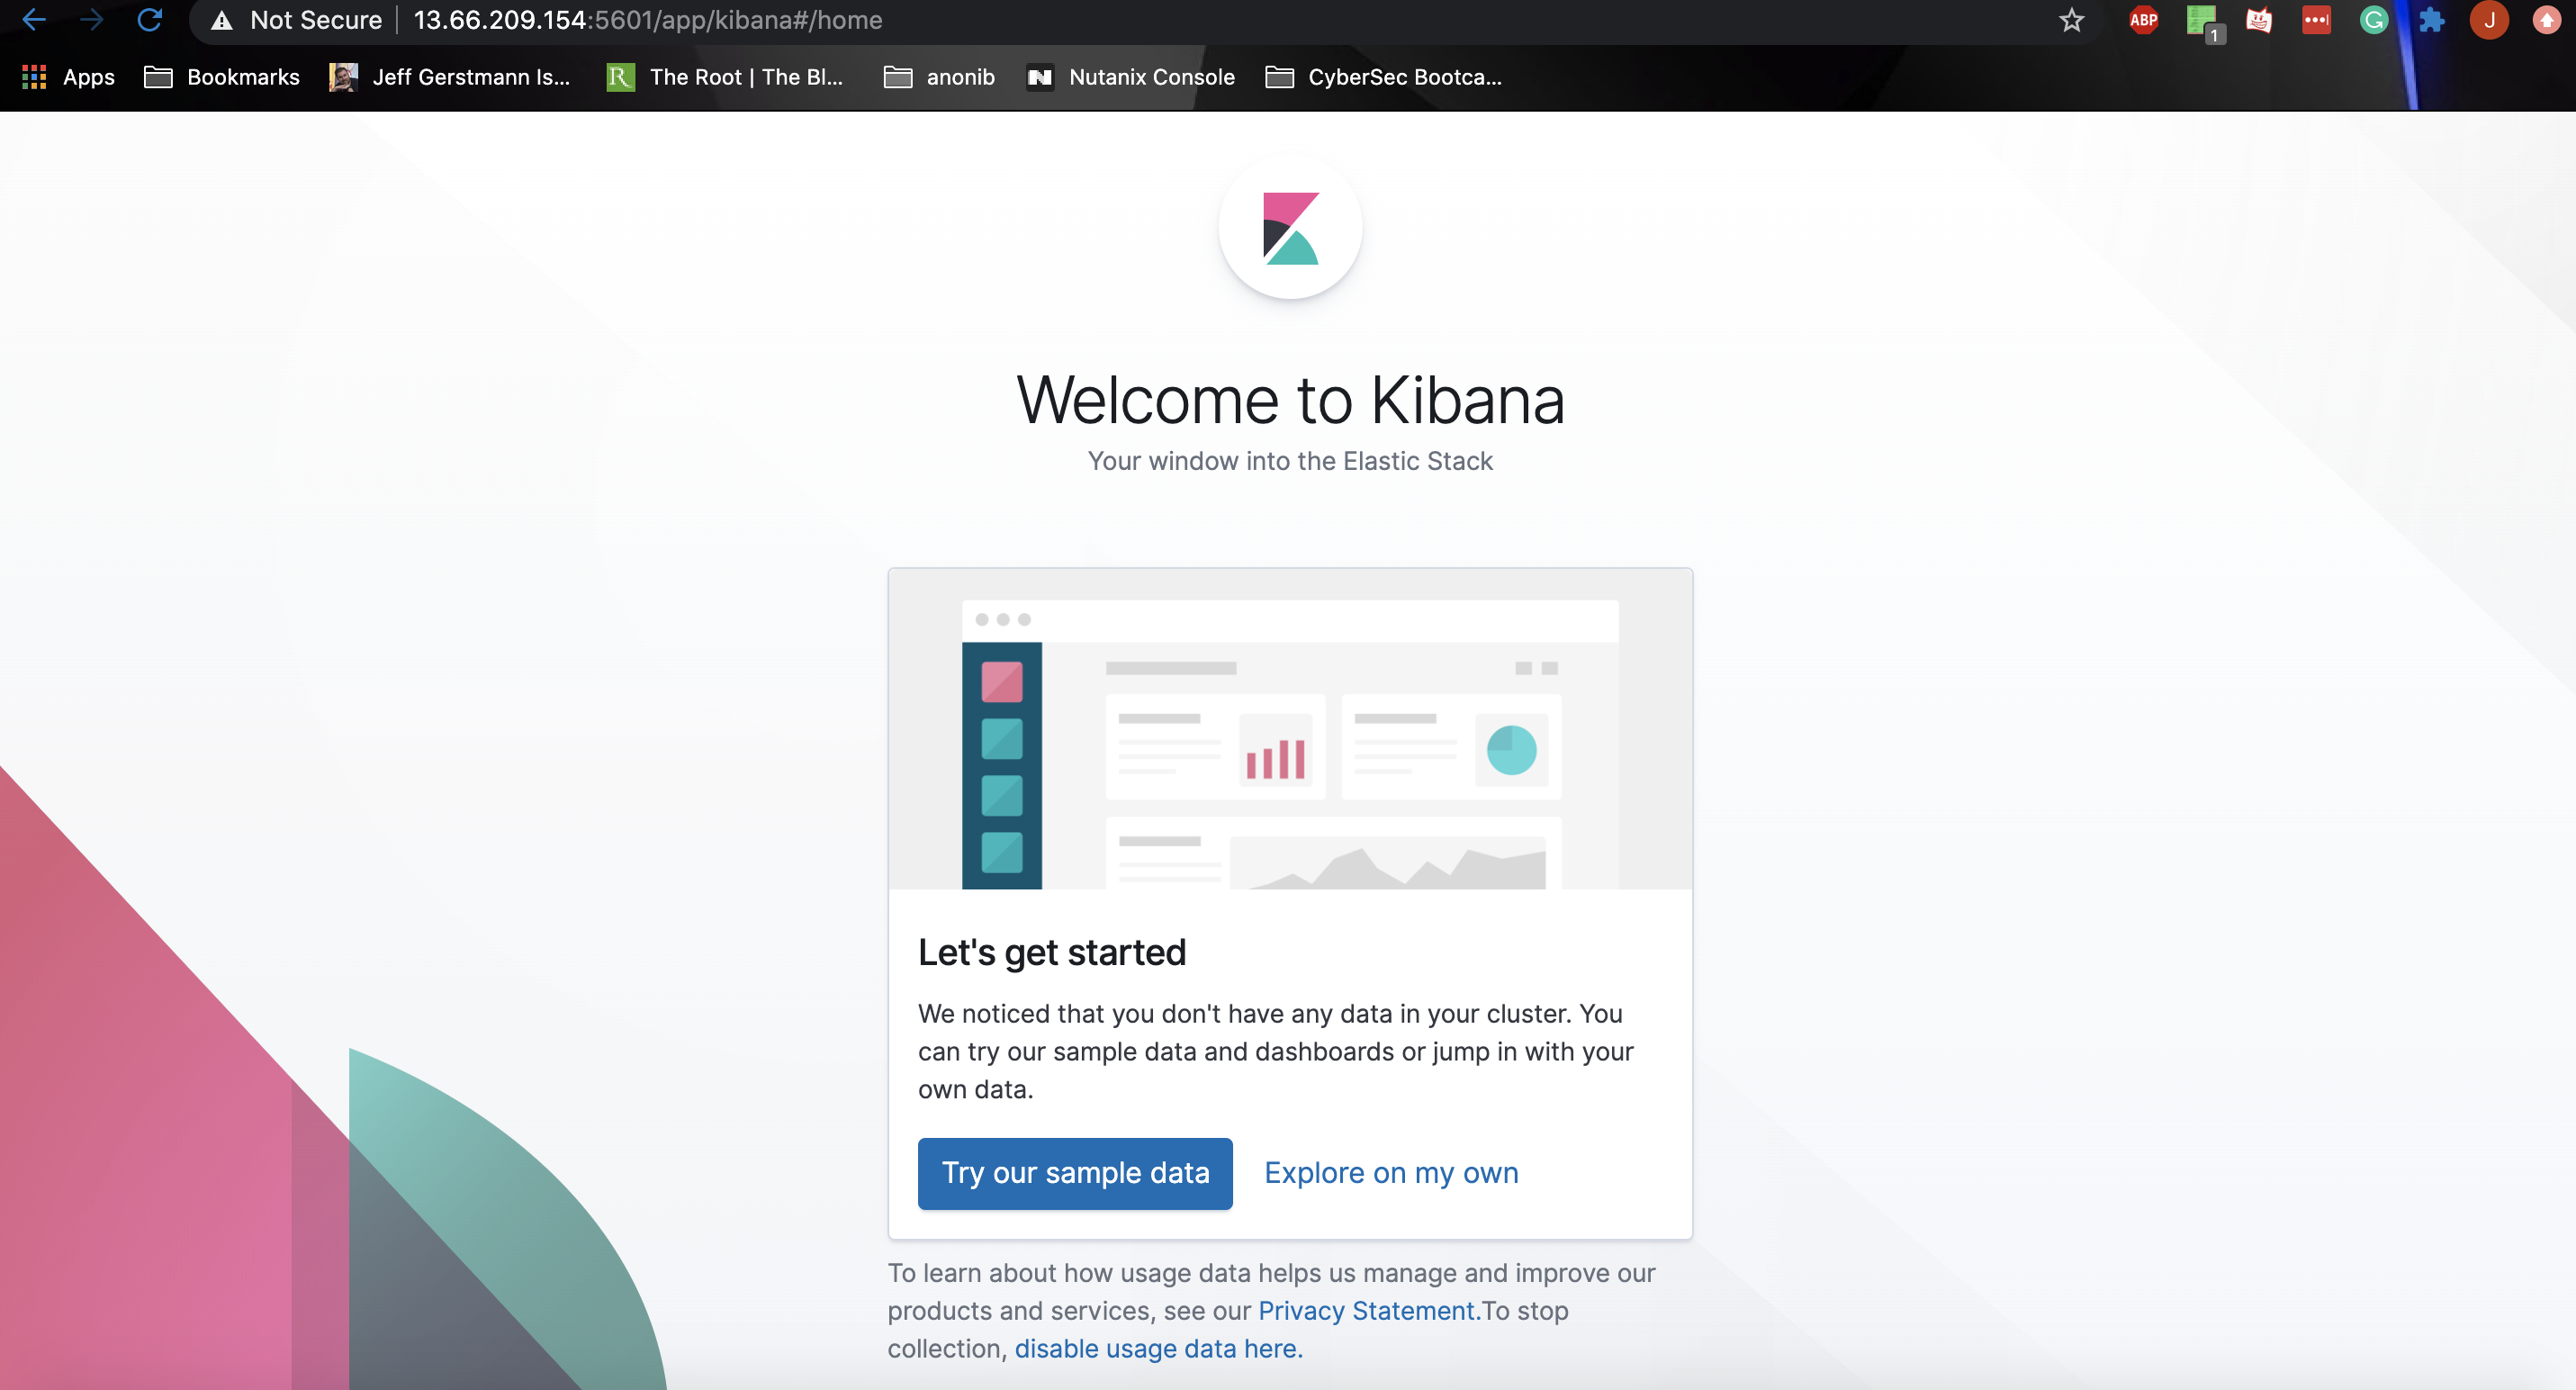 Not Secure | 13.66.209.154:5601/app/kibana#/home
ABP
1
G
J
Apps
Bookmarks
Jeff Gerstmann Is...
R
The Root | The Bl...
anonib
N
Nutanix Console
CyberSec Bootca...
Welcome to Kibana
Your window into the Elastic Stack
Let's get started
We noticed that you don't have any data in your cluster. You
can try our sample data and dashboards or jump in with your
own data.
Try our sample data
Explore on my own
To learn about how usage data helps us manage and improve our
products and services, see our Privacy Statement.To stop
collection, disable usage data here.